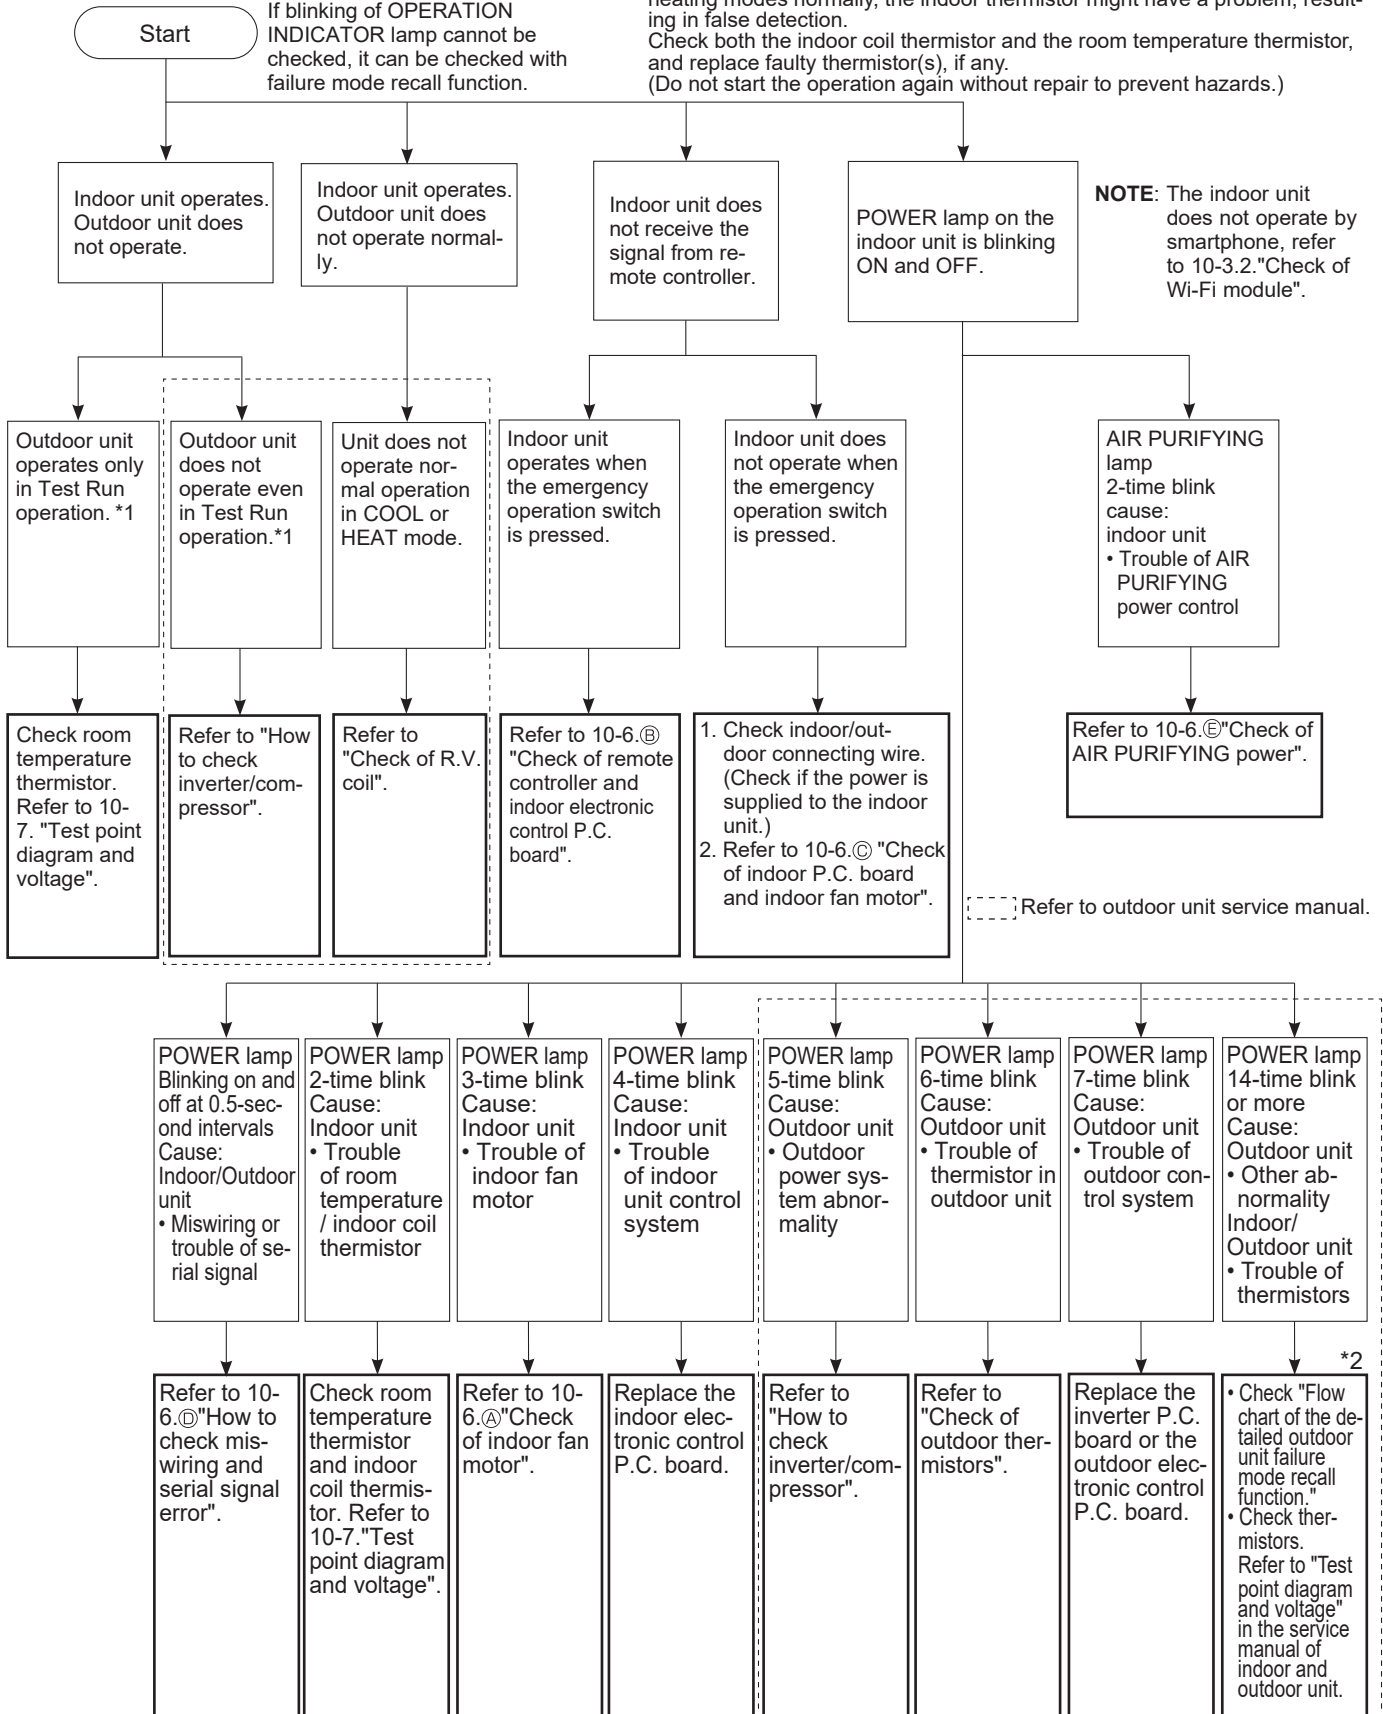 Start
If blinking of OPERATION
INDICATOR lamp cannot be
checked, it can be checked with
failure mode recall function.
heating modes normally, the indoor thermistor might have a problem, result-
ing in false detection.
Check both the indoor coil thermistor and the room temperature thermistor,
and replace faulty thermistor(s), if any.
(Do not start the operation again without repair to prevent hazards.)
Indoor unit operates.
Outdoor unit does
not operate.
Indoor unit operates.
Outdoor unit does
not operate normal-
ly.
Indoor unit does
not receive the
signal from re-
mote controller.
POWER lamp on the
indoor unit is blinking
ON and OFF.
NOTE: The indoor unit
does not operate by
smartphone, refer
to 10-3.2."Check of
Wi-Fi module".
Outdoor unit
operates only
in Test Run
operation. *1
Outdoor unit
does not
operate even
in Test Run
operation.*1
Unit does not
operate nor-
mal operation
in COOL or
HEAT mode.
Indoor unit
operates when
the emergency
operation switch
is pressed.
Indoor unit does
not operate when
the emergency
operation switch
is pressed.
AIR PURIFYING
lamp
2-time blink
cause:
indoor unit
• Trouble of AIR
PURIFYING
power control
Check room
temperature
thermistor.
Refer to 10-
7. "Test point
diagram and
voltage".
Refer to "How
to check
inverter/com-
pressor".
Refer to
"Check of R.V.
coil".
Refer to 10-6.Ⓑ
"Check of remote
controller and
indoor electronic
control P.C.
board".
1. Check indoor/out-
door connecting wire.
(Check if the power is
supplied to the indoor
unit.)
2. Refer to 10-6.Ⓒ "Check
of indoor P.C. board
and indoor fan motor".
Refer to 10-6.Ⓔ"Check of
AIR PURIFYING power".
Refer to outdoor unit service manual.
POWER lamp
Blinking on and
off at 0.5-sec-
ond intervals
Cause:
Indoor/Outdoor
unit
• Miswiring or
trouble of se-
rial signal
POWER lamp
2-time blink
Cause:
Indoor unit
• Trouble
of room
temperature
/ indoor coil
thermistor
POWER lamp
3-time blink
Cause:
Indoor unit
• Trouble of
indoor fan
motor
POWER lamp
4-time blink
Cause:
Indoor unit
• Trouble
of indoor
unit control
system
POWER lamp
5-time blink
Cause:
Outdoor unit
• Outdoor
power sys-
tem abnor-
mality
POWER lamp
6-time blink
Cause:
Outdoor unit
• Trouble of
thermistor in
outdoor unit
POWER lamp
7-time blink
Cause:
Outdoor unit
• Trouble of
outdoor con-
trol system
POWER lamp
14-time blink
or more
Cause:
Outdoor unit
• Other ab-
normality
Indoor/
Outdoor unit
• Trouble of
thermistors
*2
Refer to 10-
6.Ⓓ"How to
check mis-
wiring and
serial signal
error".
Check room
temperature
thermistor
and indoor
coil thermis-
tor. Refer to
10-7."Test
point diagram
and voltage".
Refer to 10-
6.Ⓐ"Check
of indoor fan
motor".
Replace the
indoor elec-
tronic control
P.C. board.
Refer to
"How to
check
inverter/com-
pressor".
Refer to
"Check of
outdoor ther-
mistors".
Replace the
inverter P.C.
board or the
outdoor elec-
tronic control
P.C. board.
• Check "Flow
chart of the de-
tailed outdoor
unit failure
mode recall
function."
• Check ther-
mistors.
Refer to "Test
point diagram
and voltage"
in the service
manual of
indoor and
outdoor unit.